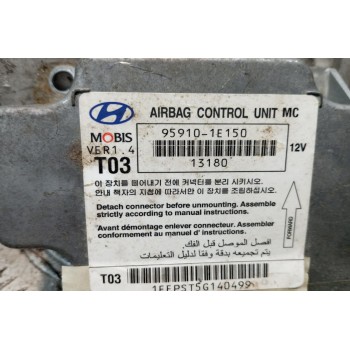 AIRBAG CONTROL UNIT MC
MOBIS
95910-1E150
VER1.4
12V
T03
13180
이 장치를 떼어내기 전에 커넥터를 분리 시키시오.
안내 책자의 지침에 따라서만 이 장치를 조립하십시오.
Detach connector before unmounting. Assemble
strictly according to manual instructions.
Avant démontage enlever connecteur. Assembler
conformement au manuel d' instructions.
افصل الموصل قبل الفك.
يتم تجميعه بدقة وفقا لدليل التعليمات
FORWARD
T03
1EFPST5G140499